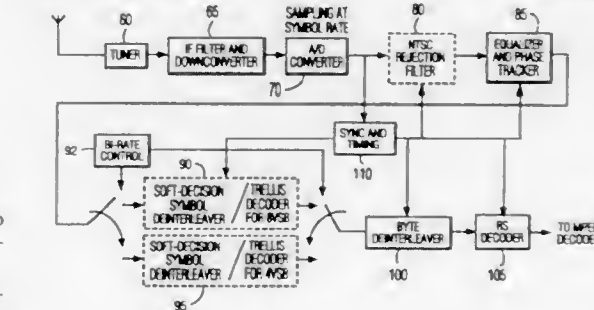 SAMPLING AT
SYMBOL RATE
60
65
80
85
TUNER
IF FILTER AND
DOWNCONVERTER
A/D
CONVERTER
NTSC
REJECTION
FILTER
EQUALIZER
AND PHASE
TRACKER
70
SYNC AND
TIMING
110
92
BI-RATE
CONTROL
90
SOFT-DECISION
SYMBOL
DEINTERLEAVER
TRELLIS
DECODER
FOR 8VSB
SOFT-DECISION
SYMBOL
DEINTERLEAVER
TRELLIS
DECODER
FOR 4VSB
95
BYTE
DEINTERLEAVER
100
RS
DECODER
105
TO MPEG
DECODER